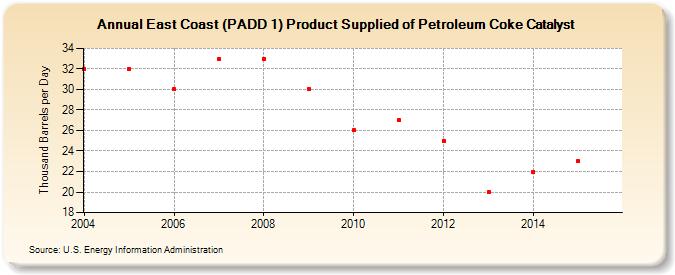 Annual East Coast (PADD 1) Product Supplied of Petroleum Coke Catalyst
Thousand Barrels per Day
34
32
30
28
26
24
22
20
18
2004 2006 2008 2010 2012 2014
Source: U.S. Energy Information Administration